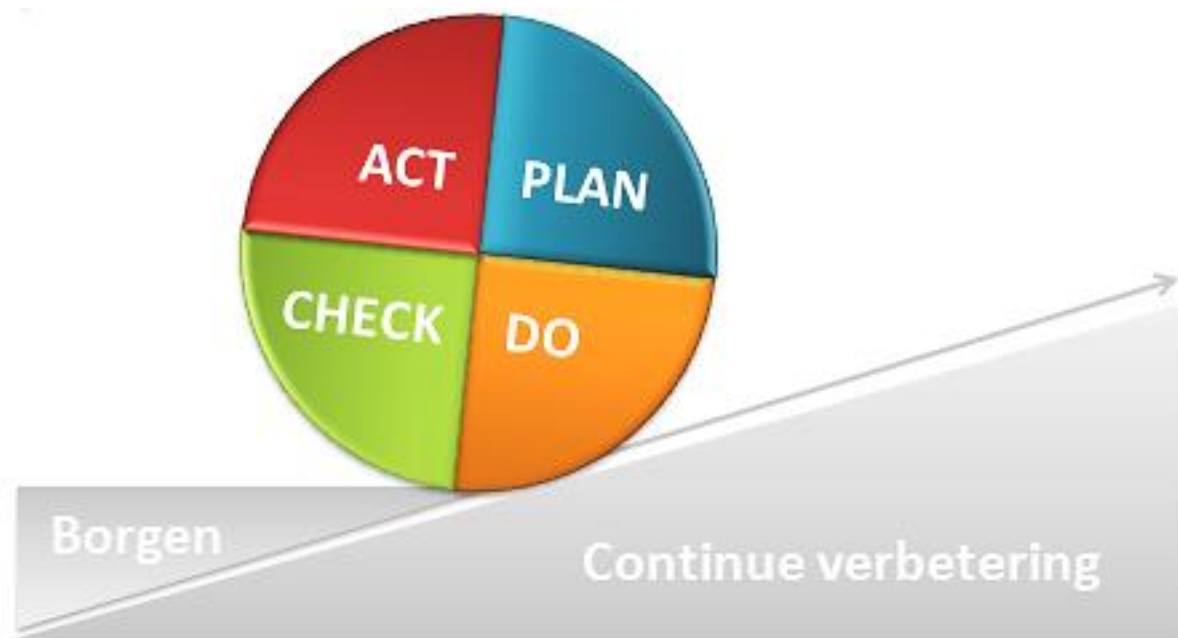 ACT
PLAN
CHECK
DO
Borgen
Continue verbetering